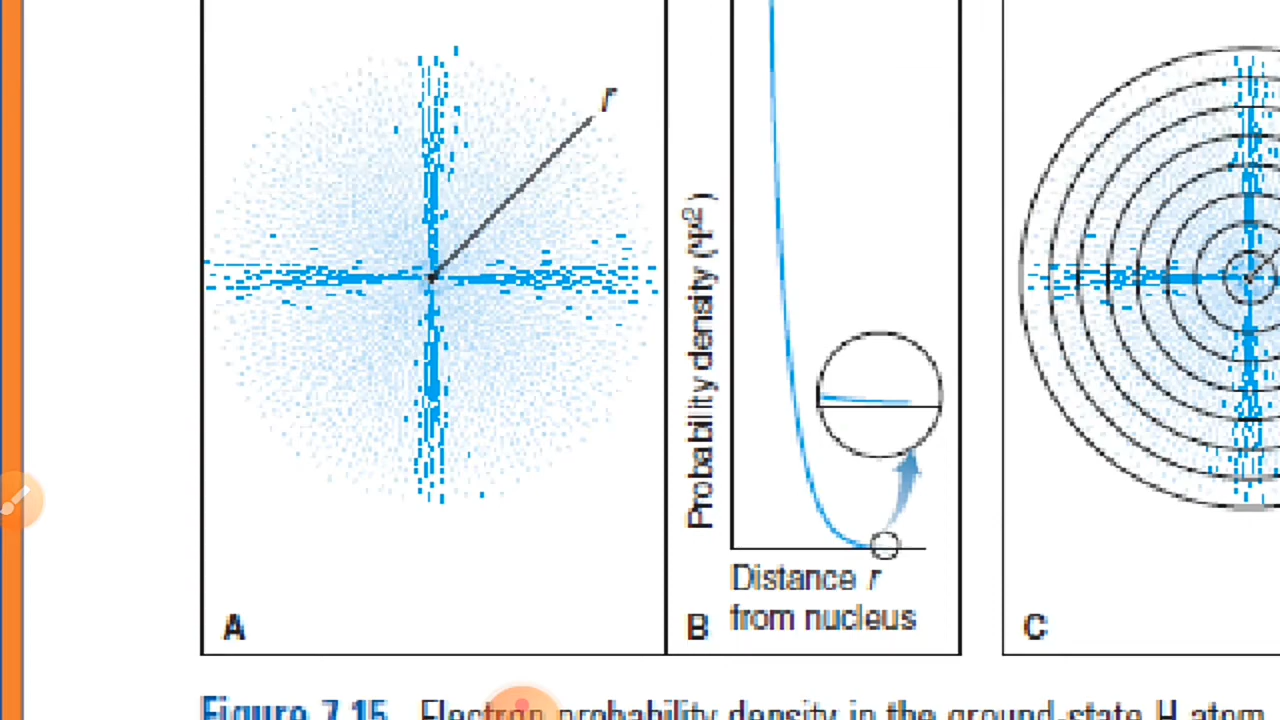 r
Probability density (Ψ²)
Distance r
from nucleus
A
B
C
Figure 7.15 Electron probability density in the ground-state H atom